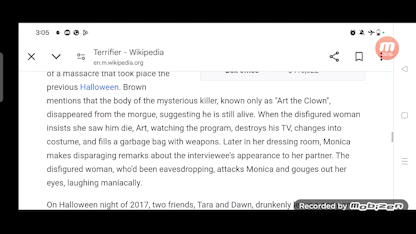 3:05
Terrifier - Wikipedia
en.m.wikipedia.org
of a massacre that took place the
previous Halloween. Brown
mentions that the body of the mysterious killer, known only as "Art the Clown",
disappeared from the morgue, suggesting he is still alive. When the disfigured woman
insists she saw him die, Art, watching the program, destroys his TV, changes into
costume, and fills a garbage bag with weapons. Later in her dressing room, Monica
makes disparaging remarks about the interviewee's appearance to her partner. The
disfigured woman, who'd been eavesdropping, attacks Monica and gouges out her
eyes, laughing maniacally.
On Halloween night of 2017, two friends, Tara and Dawn, drunkenly
Recorded by Mobizen